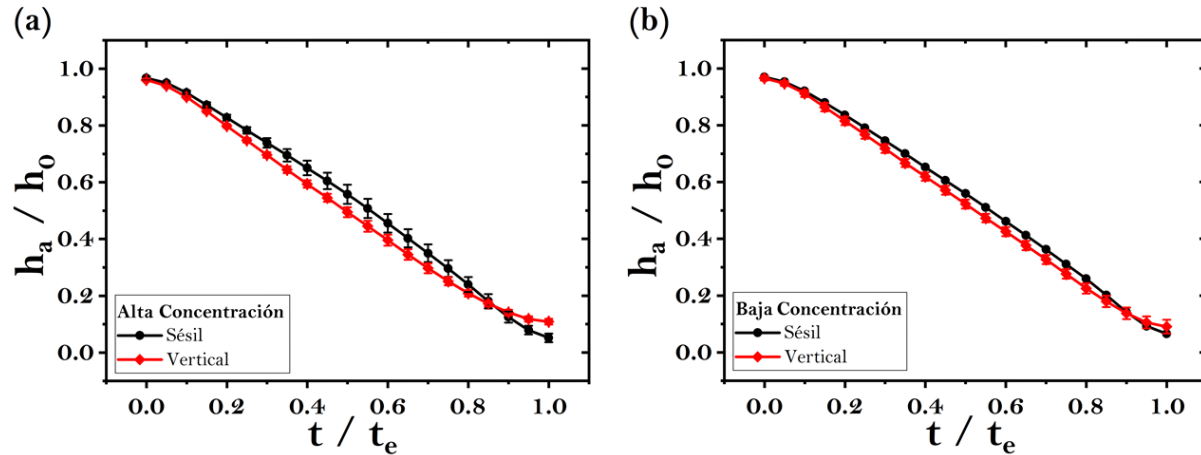 (a)
h_a / h_0
1.0
0.8
0.6
0.4
0.2
0.0
Alta Concentración
Sésil
Vertical
0.0 0.2 0.4 0.6 0.8 1.0
t / t_e
(b)
h_a / h_0
1.0
0.8
0.6
0.4
0.2
0.0
Baja Concentración
Sésil
Vertical
0.0 0.2 0.4 0.6 0.8 1.0
t / t_e